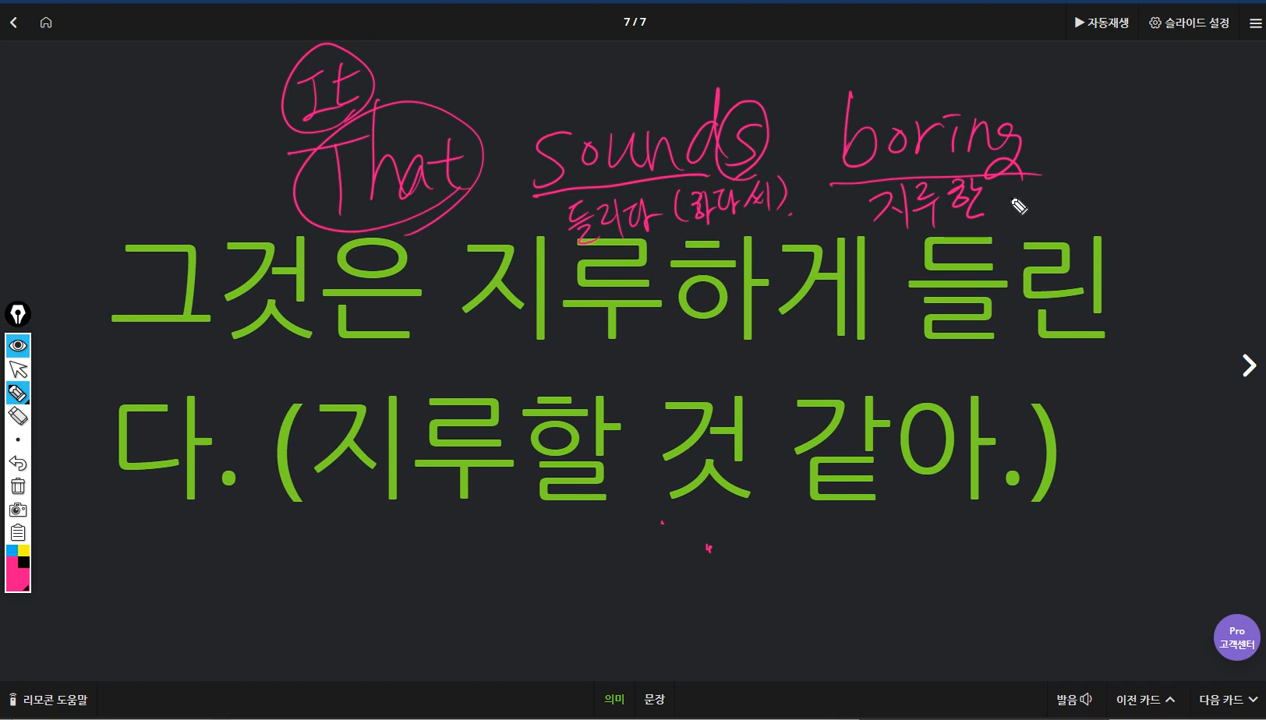 7 / 7
자동재생
슬라이드 설정
It
That sounds boring
들리다 (하다씨).
지루한
그것은 지루하게 들린
다. (지루할 것 같아.)
Pro
고객센터
리모콘 도움말
의미
문장
발음
이전 카드
다음 카드